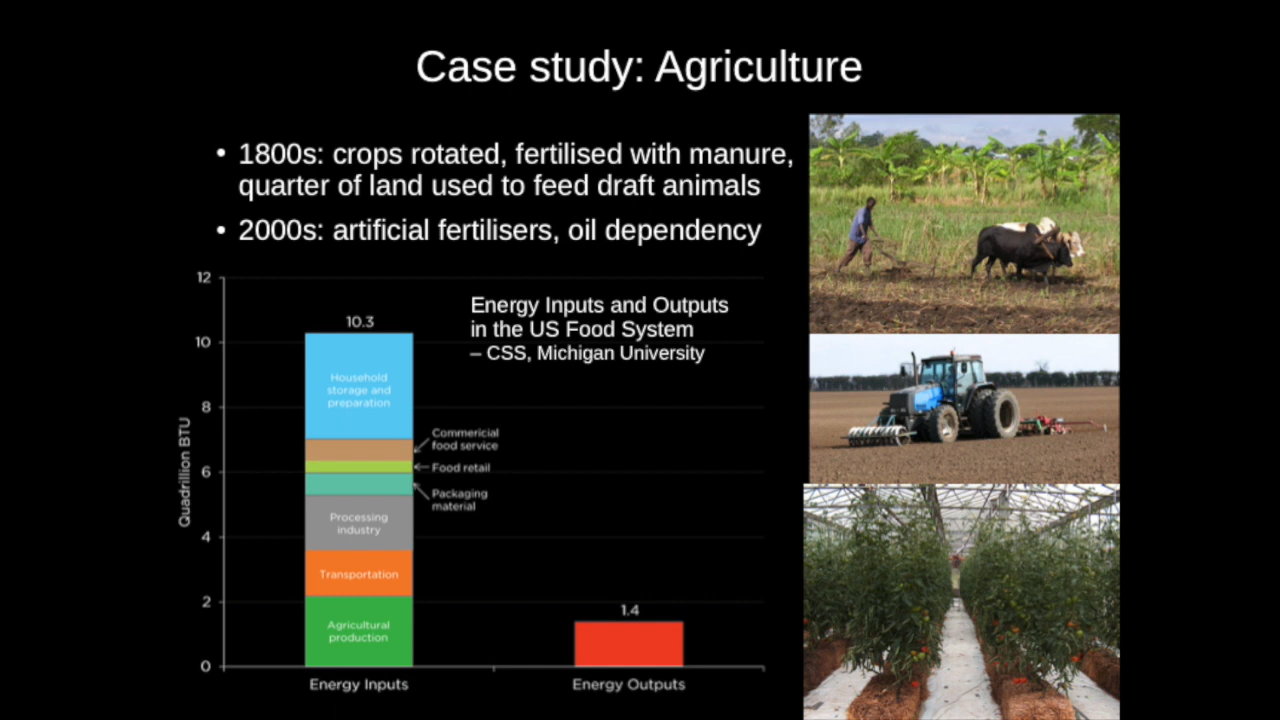 Case study: Agriculture
• 1800s: crops rotated, fertilised with manure,
quarter of land used to feed draft animals
• 2000s: artificial fertilisers, oil dependency
Energy Inputs and Outputs
in the US Food System
– CSS, Michigan University
Quadrillion BTU
12
10
8
6
4
2
0
10.3
Household
storage and
preparation
Commericial
food service
Food retail
Packaging
material
Processing
industry
Transportation
Agricultural
production
1.4
Energy Inputs
Energy Outputs